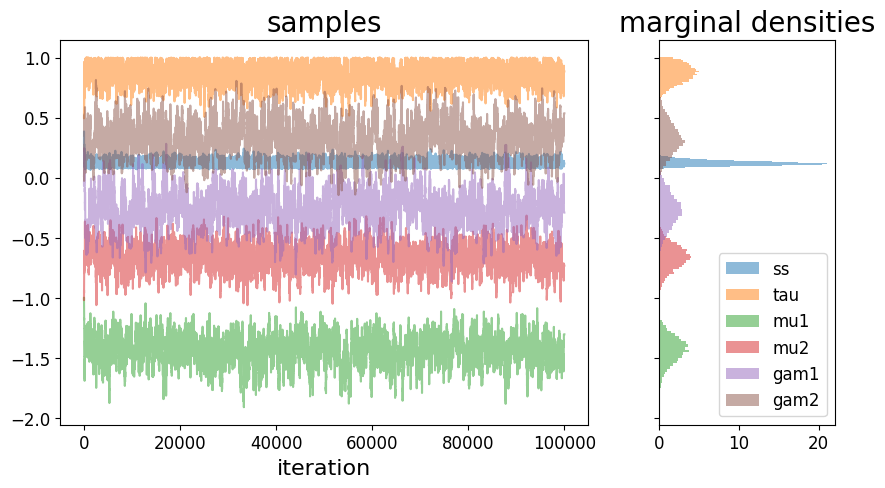 samples
marginal densities
1.0
0.5
0.0
−0.5
−1.0
−1.5
−2.0
0
20000
40000
60000
80000
100000
iteration
0
10
20
ss
tau
mu1
mu2
gam1
gam2